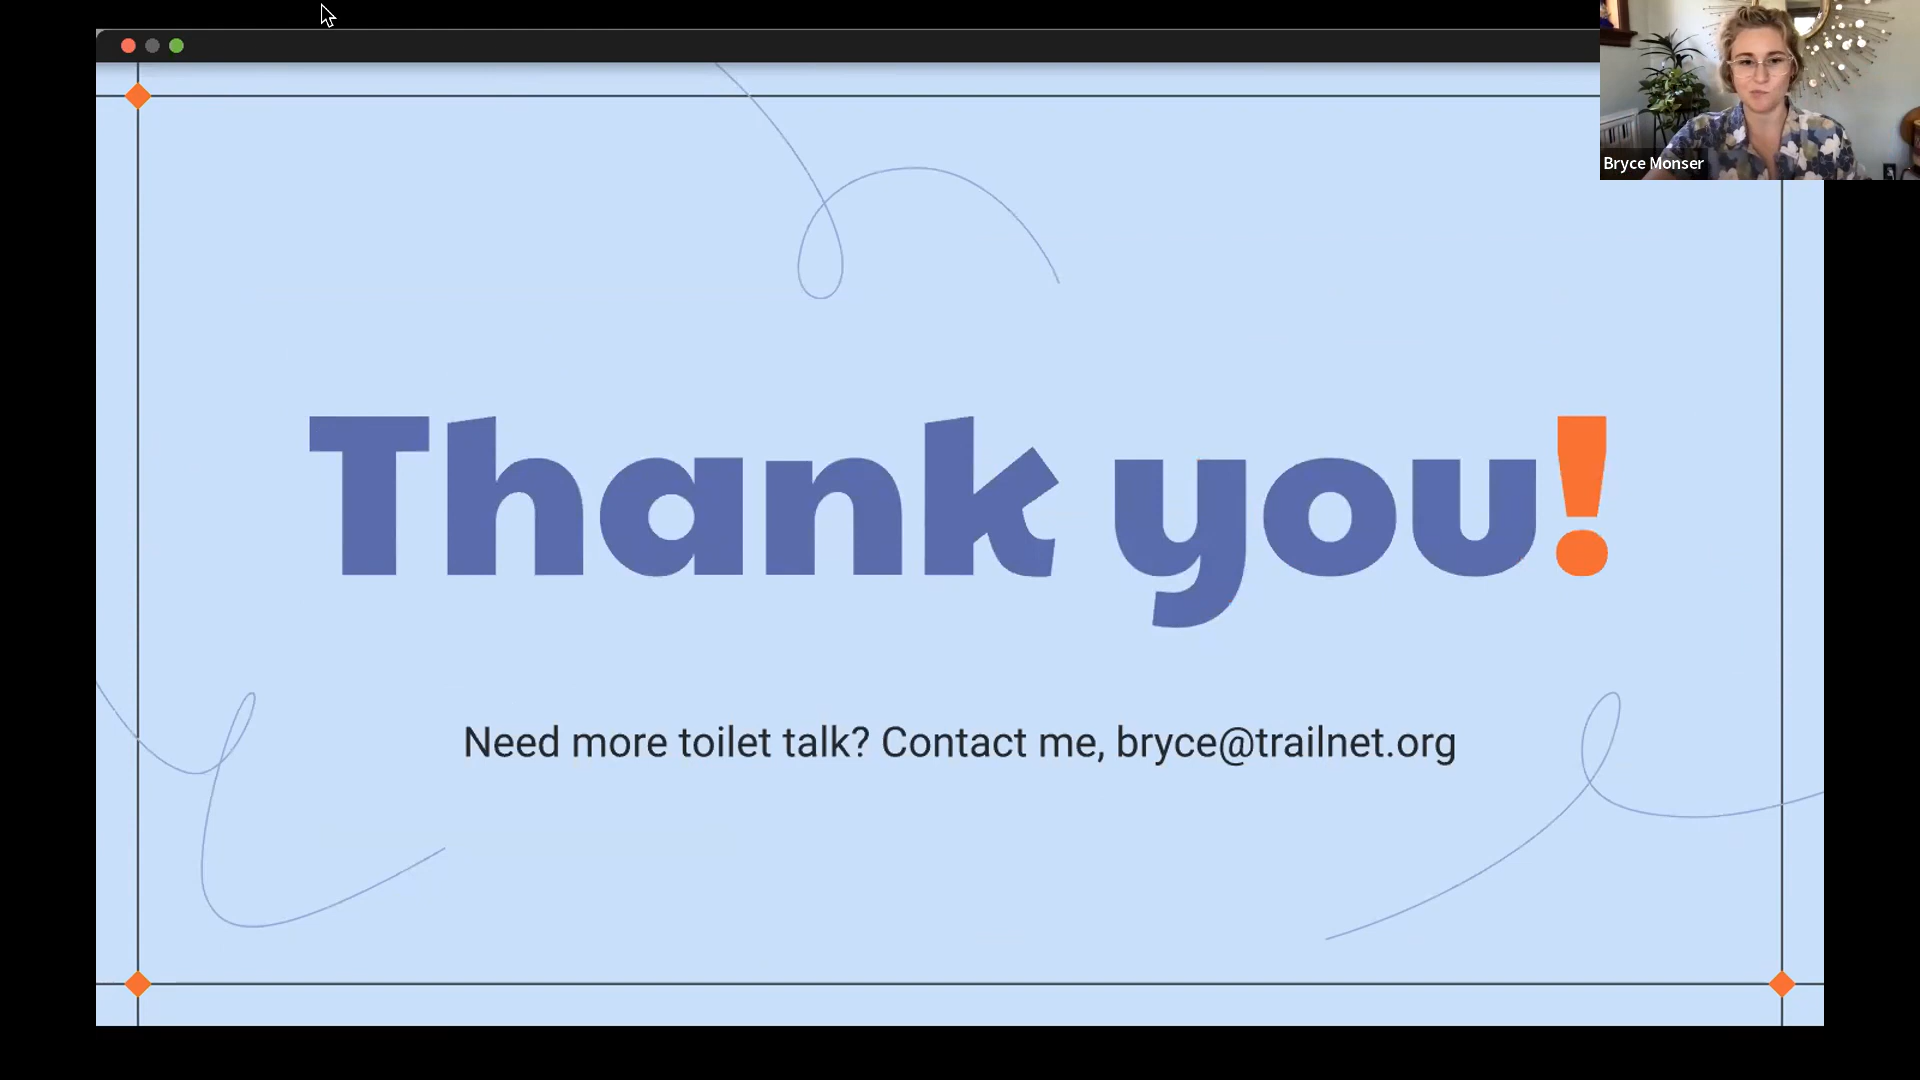 Bryce Monser
Thank you!
Need more toilet talk? Contact me, bryce@trailnet.org